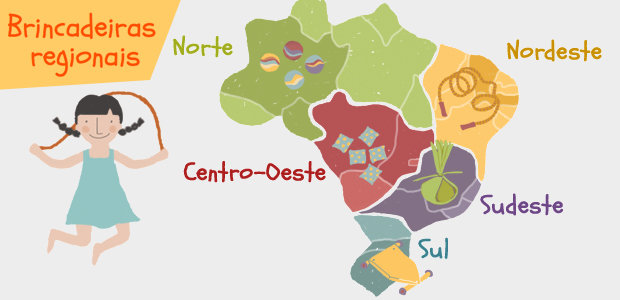 Brincadeiras
regionais
Norte
Nordeste
Centro-Oeste
Sudeste
Sul